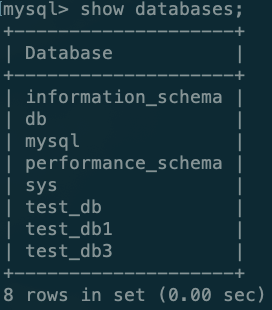 mysql> show databases;
+--------------------+
| Database           |
+--------------------+
| information_schema |
| db                 |
| mysql              |
| performance_schema |
| sys                |
| test_db            |
| test_db1           |
| test_db3           |
+--------------------+
8 rows in set (0.00 sec)